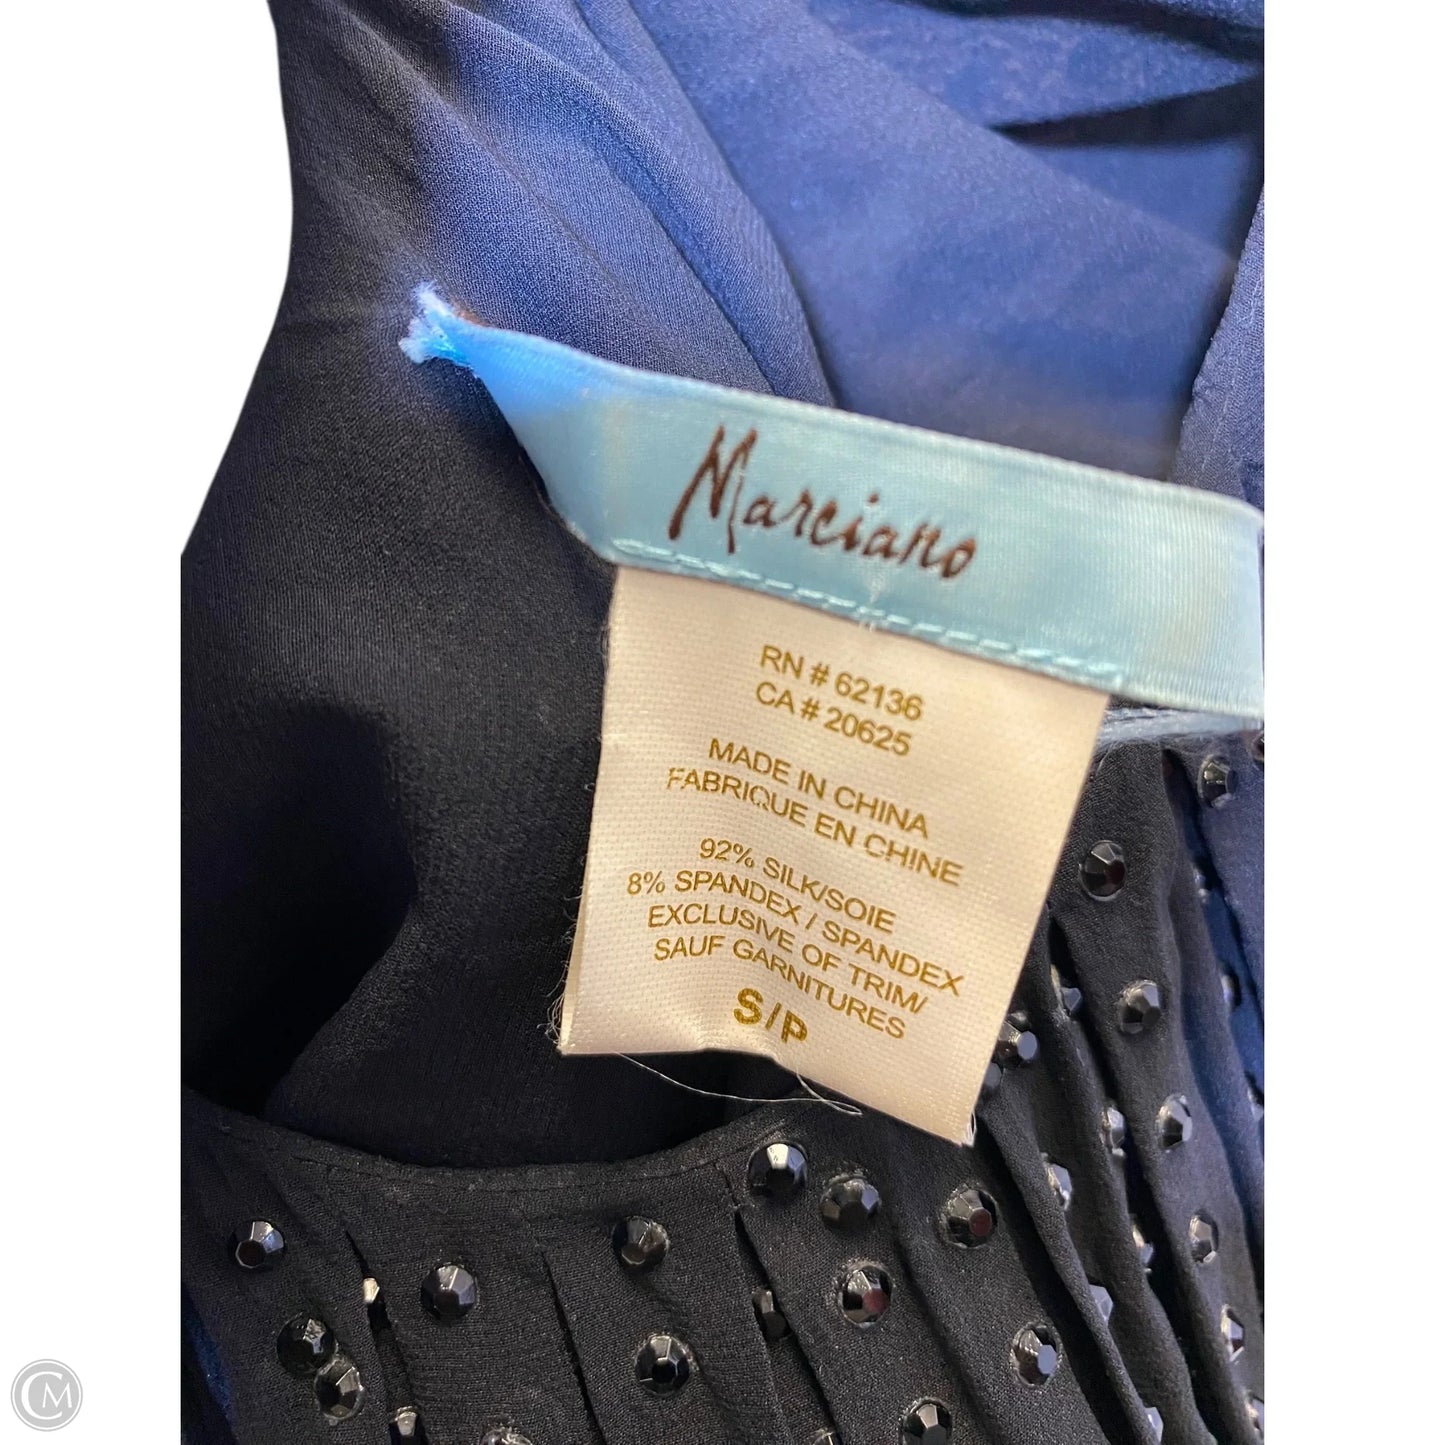 Marciano
RN # 62136
CA # 20625
MADE IN CHINA
FABRIQUE EN CHINE
92% SILK/SOIE
8% SPANDEX / SPANDEX
EXCLUSIVE OF TRIM/
SAUF GARNITURES
S/P
CM